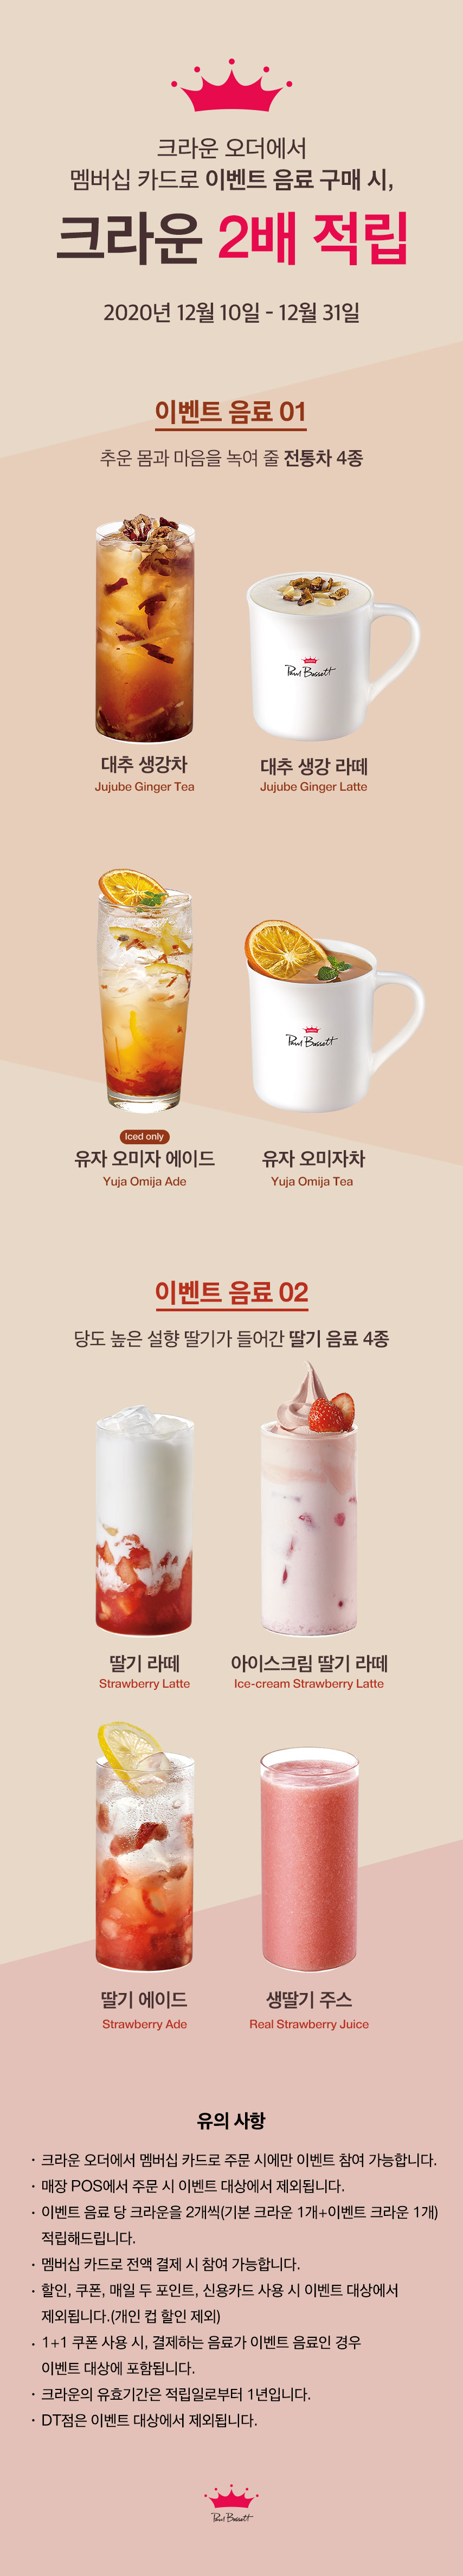 크라운 오더에서
멤버십 카드로 이벤트 음료 구매 시,
크라운 2배 적립
2020년 12월 10일 - 12월 31일
이벤트 음료 01
추운 몸과 마음을 녹여 줄 전통차 4종
Paul Bassett
대추 생강차
Jujube Ginger Tea
대추 생강 라떼
Jujube Ginger Latte
Paul Bassett
Iced only
유자 오미자 에이드
Yuja Omija Ade
유자 오미자차
Yuja Omija Tea
이벤트 음료 02
당도 높은 설향 딸기가 들어간 딸기 음료 4종
딸기 라떼
Strawberry Latte
아이스크림 딸기 라떼
Ice-cream Strawberry Latte
딸기 에이드
Strawberry Ade
생딸기 주스
Real Strawberry Juice
유의 사항
· 크라운 오더에서 멤버십 카드로 주문 시에만 이벤트 참여 가능합니다.
· 매장 POS에서 주문 시 이벤트 대상에서 제외됩니다.
· 이벤트 음료 당 크라운을 2개씩(기본 크라운 1개+이벤트 크라운 1개)
적립해드립니다.
· 멤버십 카드로 전액 결제 시 참여 가능합니다.
· 할인, 쿠폰, 매일 두 포인트, 신용카드 사용 시 이벤트 대상에서
제외됩니다.(개인 컵 할인 제외)
· 1+1 쿠폰 사용 시, 결제하는 음료가 이벤트 음료인 경우
이벤트 대상에 포함됩니다.
· 크라운의 유효기간은 적립일로부터 1년입니다.
· DT점은 이벤트 대상에서 제외됩니다.
Paul Bassett